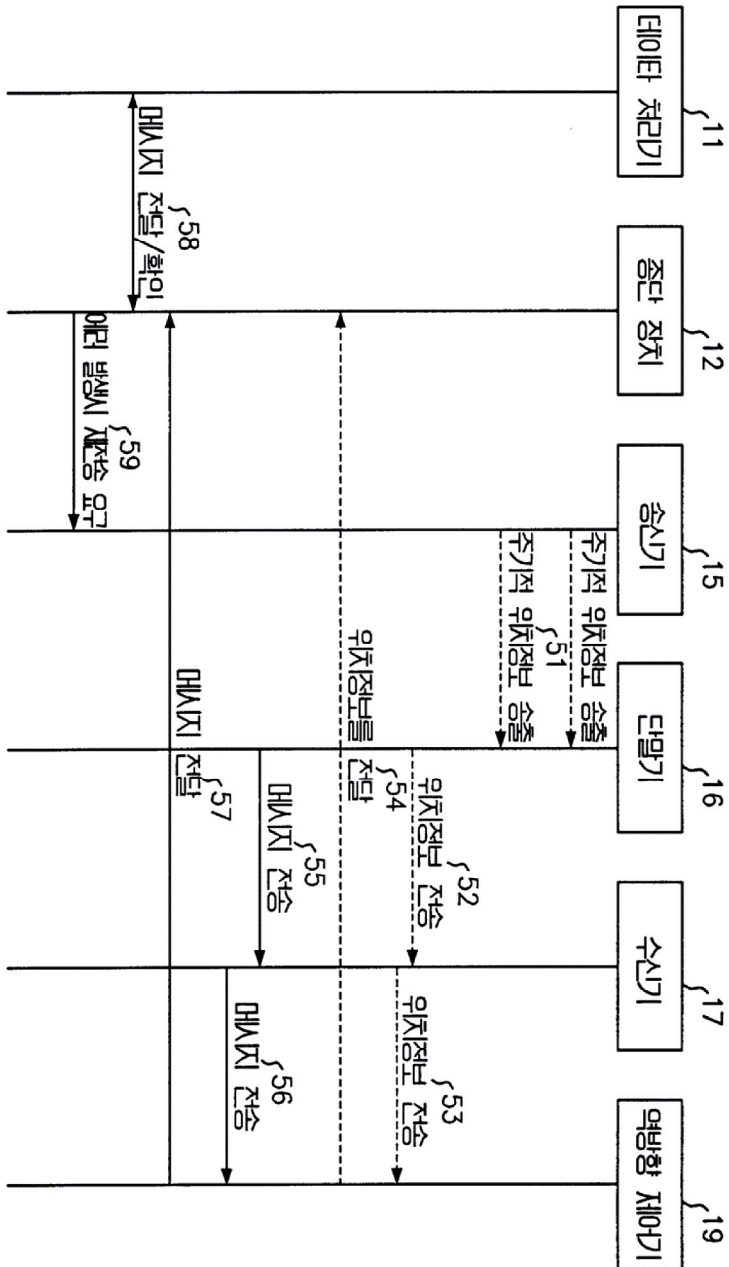 데이타 처리기
11
종단 장치
12
송신기
15
단말기
16
수신기
17
역방향 제어기
19
주기적 위치정보 송출
주기적 위치정보 송출
51
위치정보 전송
52
위치정보 전송
53
위치정보를 전달
54
메시지 전송
55
메시지 전송
56
메시지 전달
57
메시지 전달/확인
58
에러 발생시 재전송 요구
59